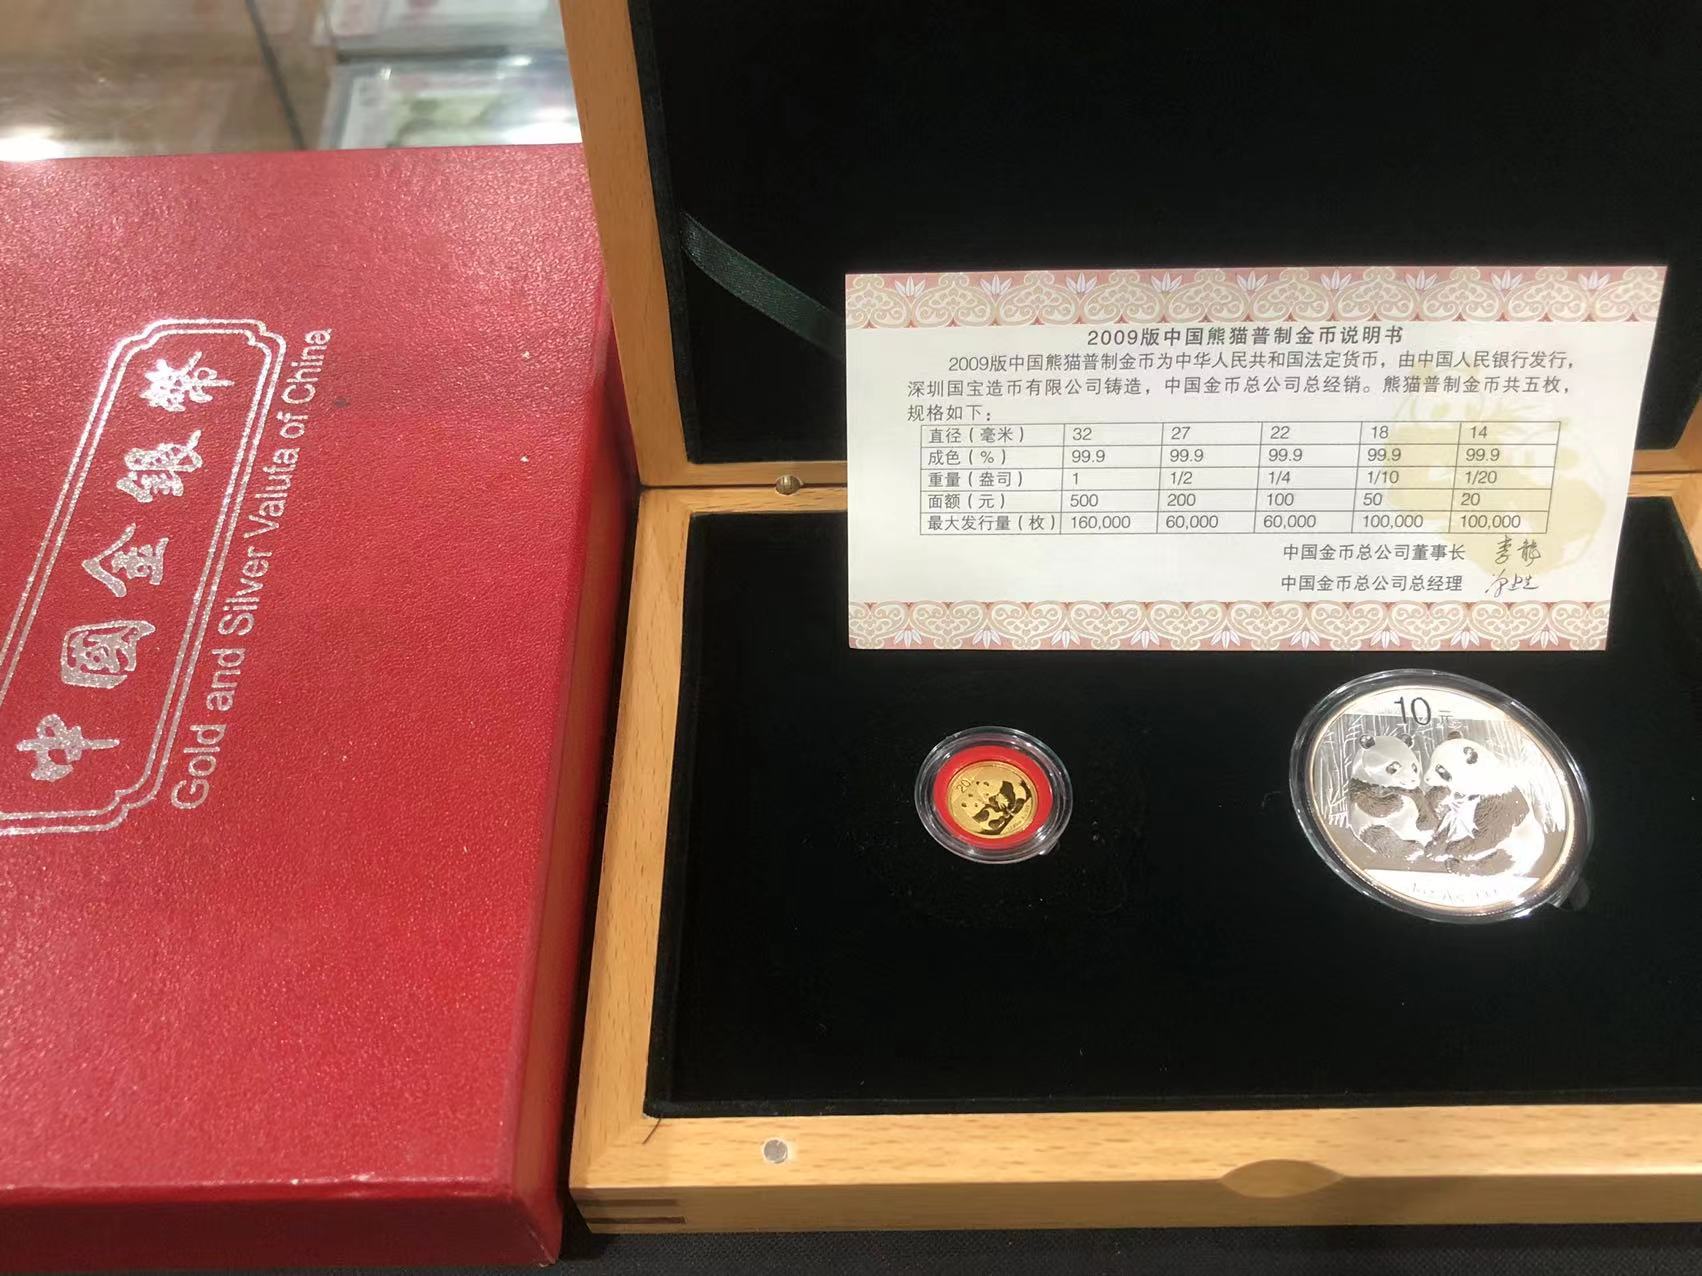 中國金銀幣
Gold and Silver Valuta of China
2009版中国熊猫普制金币说明书
2009版中国熊猫普制金币为中华人民共和国法定货币，由中国人民银行发行，
深圳国宝造币有限公司铸造，中国金币总公司总经销。熊猫普制金币共五枚，
规格如下：
直径（毫米） 32 27 22 18 14
成色（%） 99.9 99.9 99.9 99.9 99.9
重量（盎司） 1 1/2 1/4 1/10 1/20
面额（元） 500 200 100 50 20
最大发行量（枚） 160,000 60,000 60,000 100,000 100,000
中国金币总公司董事长
中国金币总公司总经理
20
10元